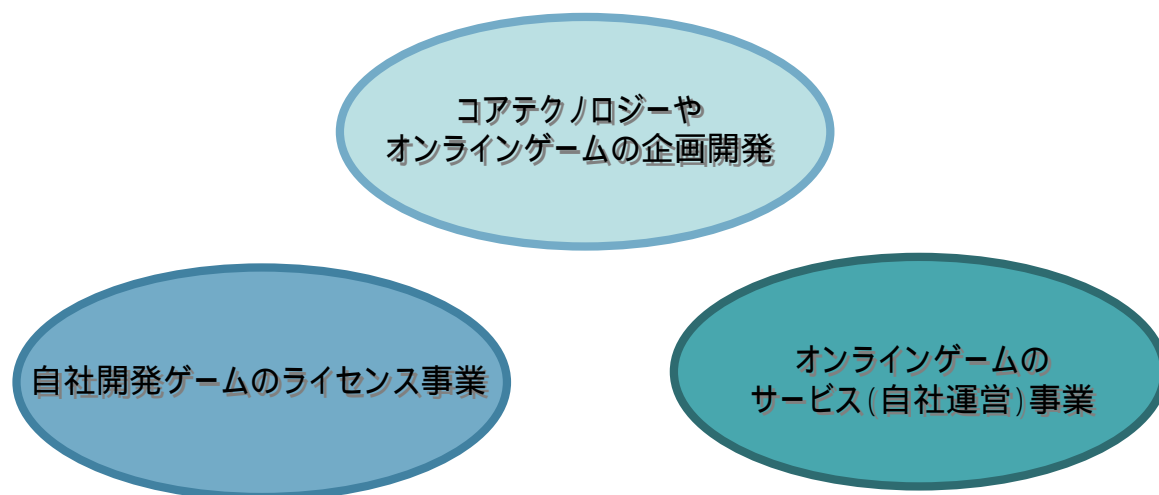 コアテクノロジーや
オンラインゲームの企画開発
自社開発ゲームのライセンス事業
オンラインゲームの
サービス(自社運営)事業